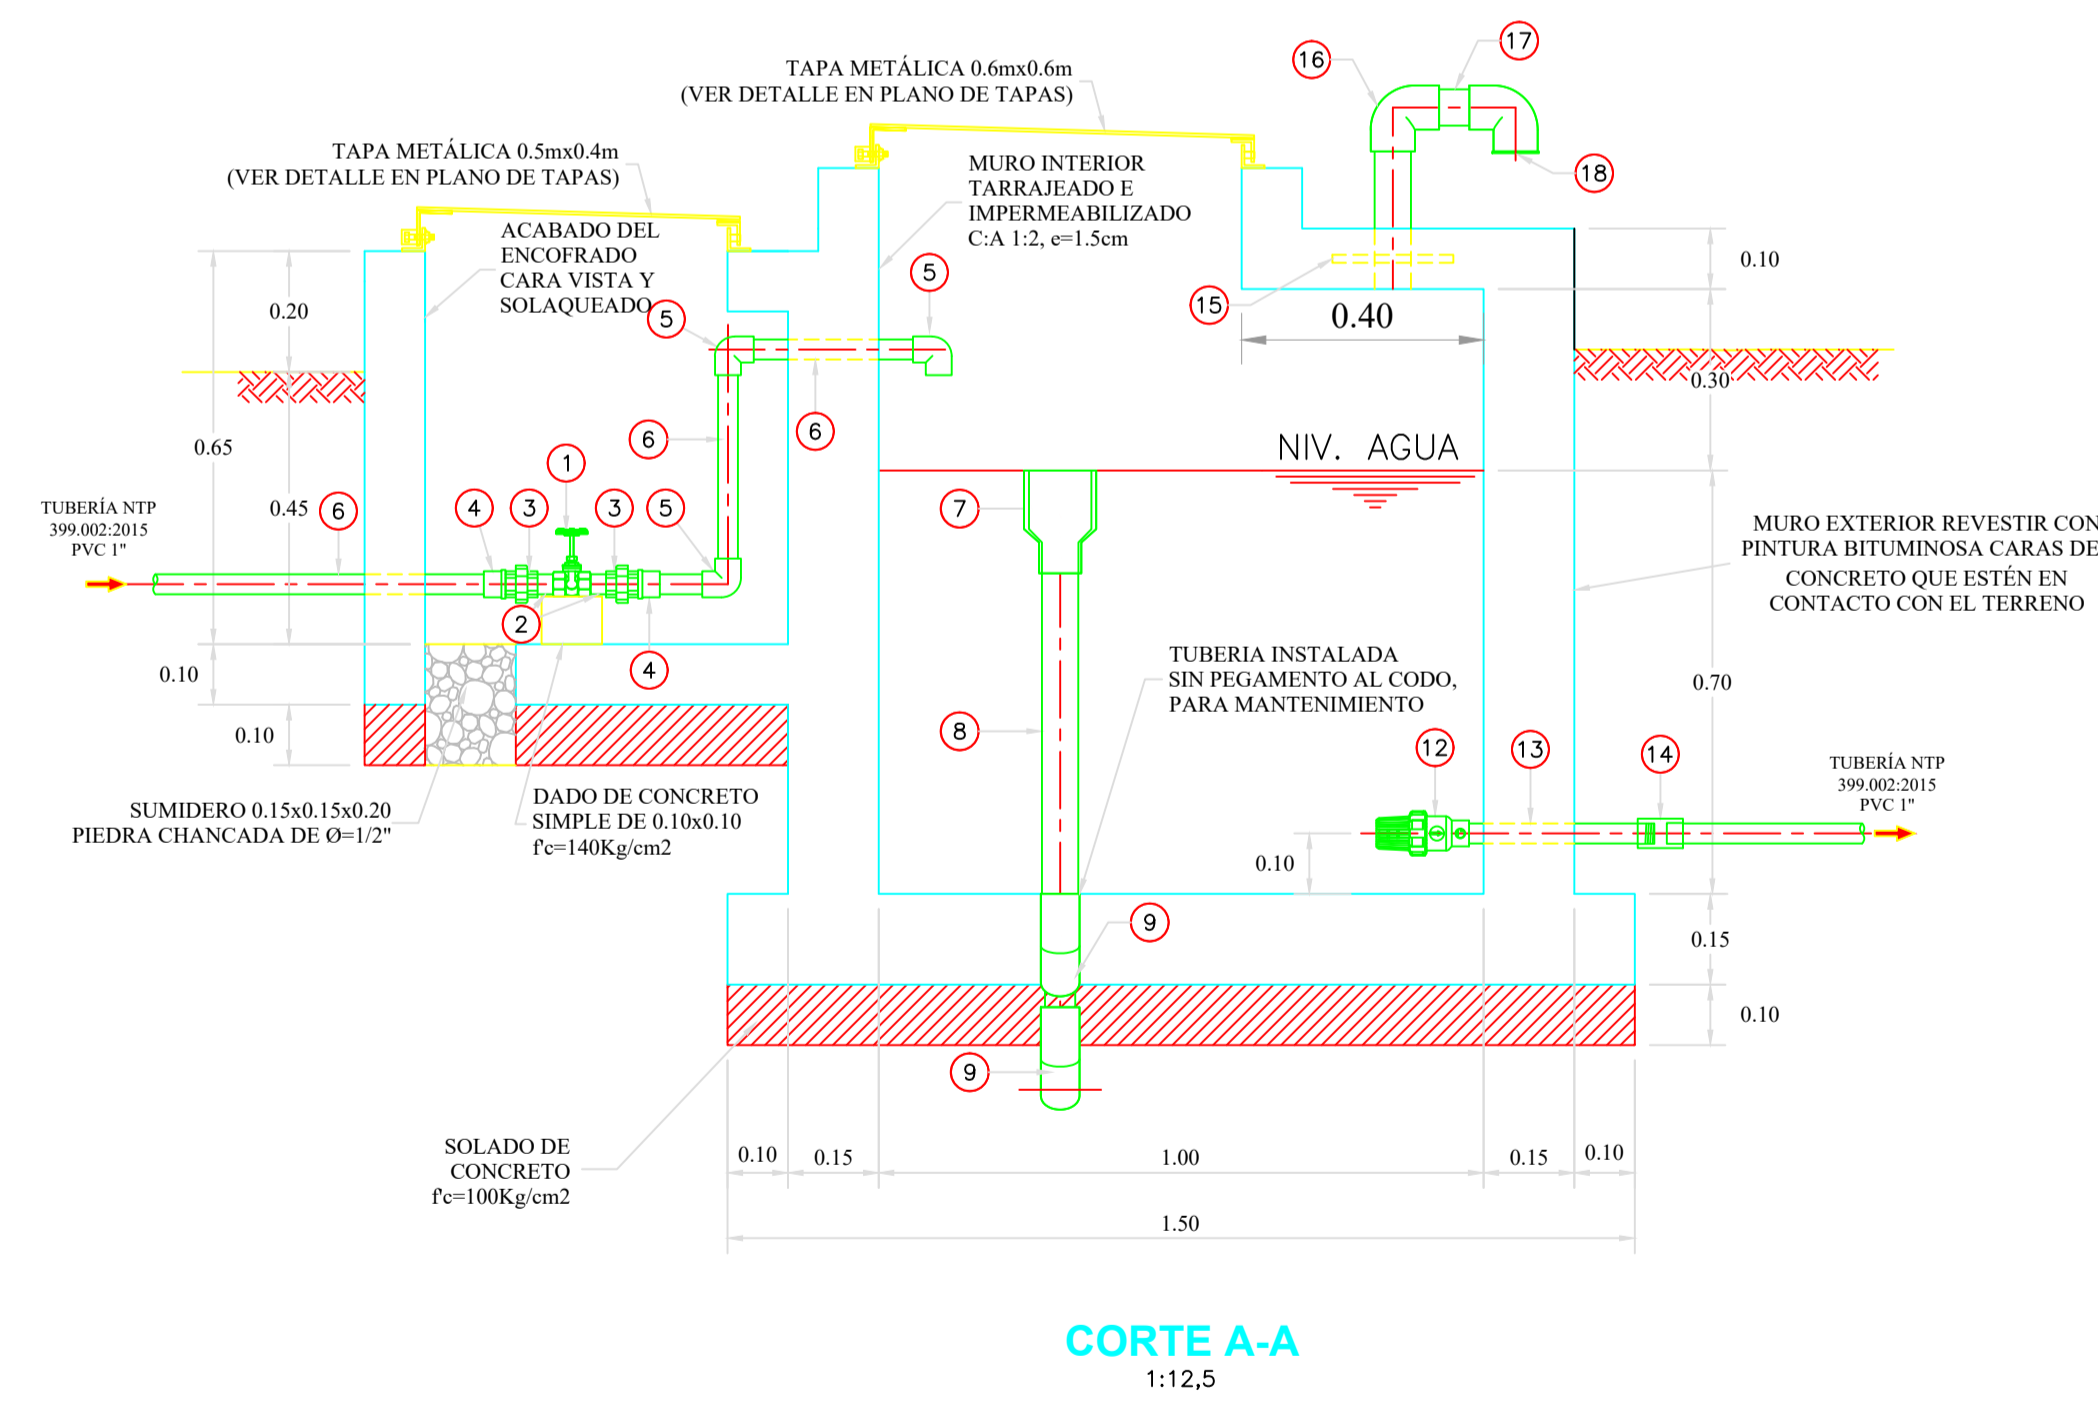 17
16
TAPA METÁLICA 0.6mx0.6m
(VER DETALLE EN PLANO DE TAPAS)
TAPA METÁLICA 0.5mx0.4m
(VER DETALLE EN PLANO DE TAPAS)
MURO INTERIOR
TARRAJEADO E
IMPERMEABILIZADO
C:A 1:2, e=1.5cm
18
ACABADO DEL
ENCOFRADO
CARA VISTA Y
SOLAQUEADO
5
5
15
0.10
0.20
0.40
0.30
6
6
0.65
NIV. AGUA
1
0.45
6
4
3
3
5
7
TUBERÍA NTP
399.002:2015
PVC 1"
MURO EXTERIOR REVESTIR CON
PINTURA BITUMINOSA CARAS DE
CONCRETO QUE ESTÉN EN
CONTACTO CON EL TERRENO
2
4
0.10
TUBERIA INSTALADA
SIN PEGAMENTO AL CODO,
PARA MANTENIMIENTO
0.70
0.10
8
12
13
14
TUBERÍA NTP
399.002:2015
PVC 1"
SUMIDERO 0.15x0.15x0.20
PIEDRA CHANCADA DE Ø=1/2"
DADO DE CONCRETO
SIMPLE DE 0.10x0.10
f'c=140Kg/cm2
0.10
9
0.15
0.10
9
SOLADO DE
CONCRETO
f'c=100Kg/cm2
0.10
0.15
1.00
0.15
0.10
1.50
CORTE A-A
1:12,5